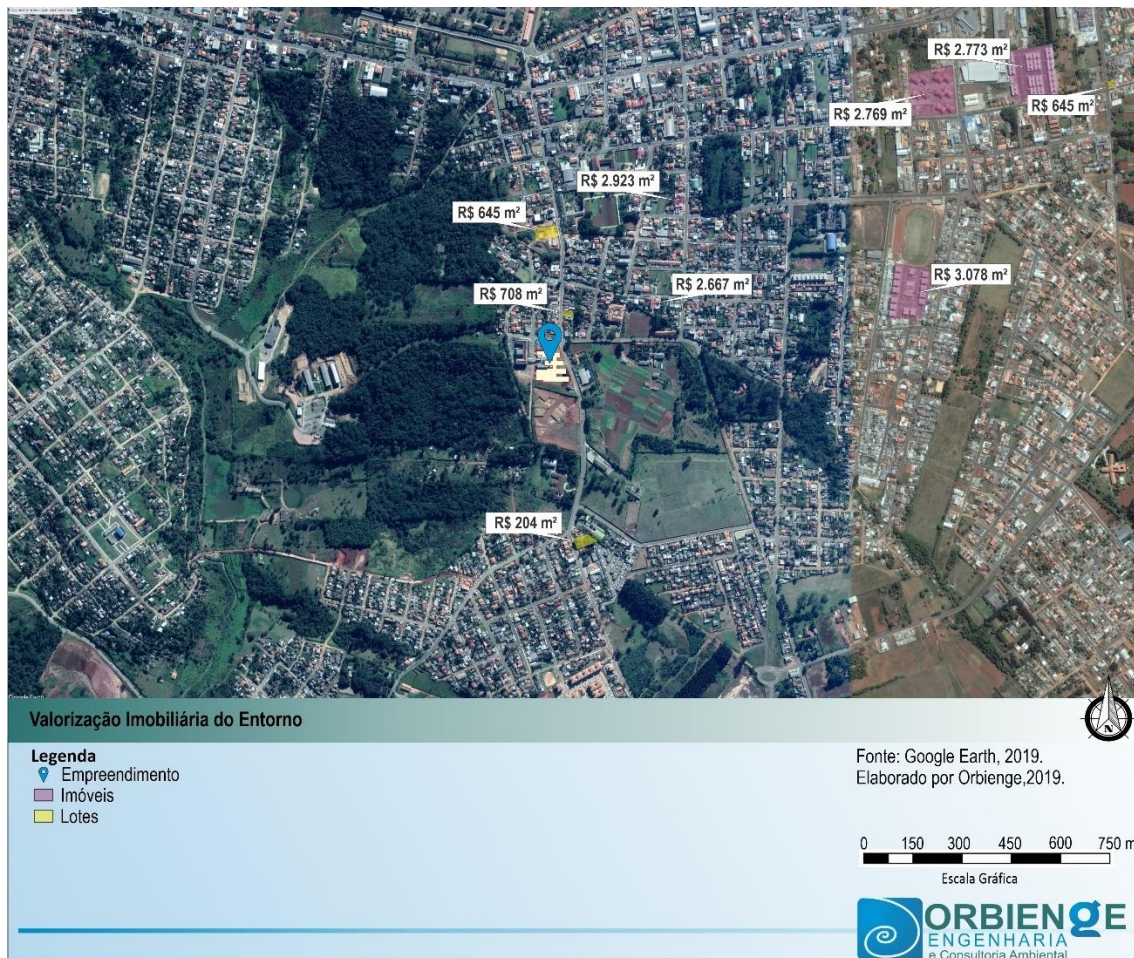 R$ 2.773 m²
R$ 2.769 m²
R$ 645 m²
R$ 2.923 m²
R$ 645 m²
R$ 3.078 m²
R$ 2.667 m²
R$ 708 m²
R$ 204 m²
Google Earth
Valorização Imobiliária do Entorno
N
Legenda
Empreendimento
Imóveis
Lotes
Fonte: Google Earth, 2019.
Elaborado por Orbienge,2019.
0 150 300 450 600 750 m
Escala Gráfica
ORBIENGE
ENGENHARIA
e Consultoria Ambiental